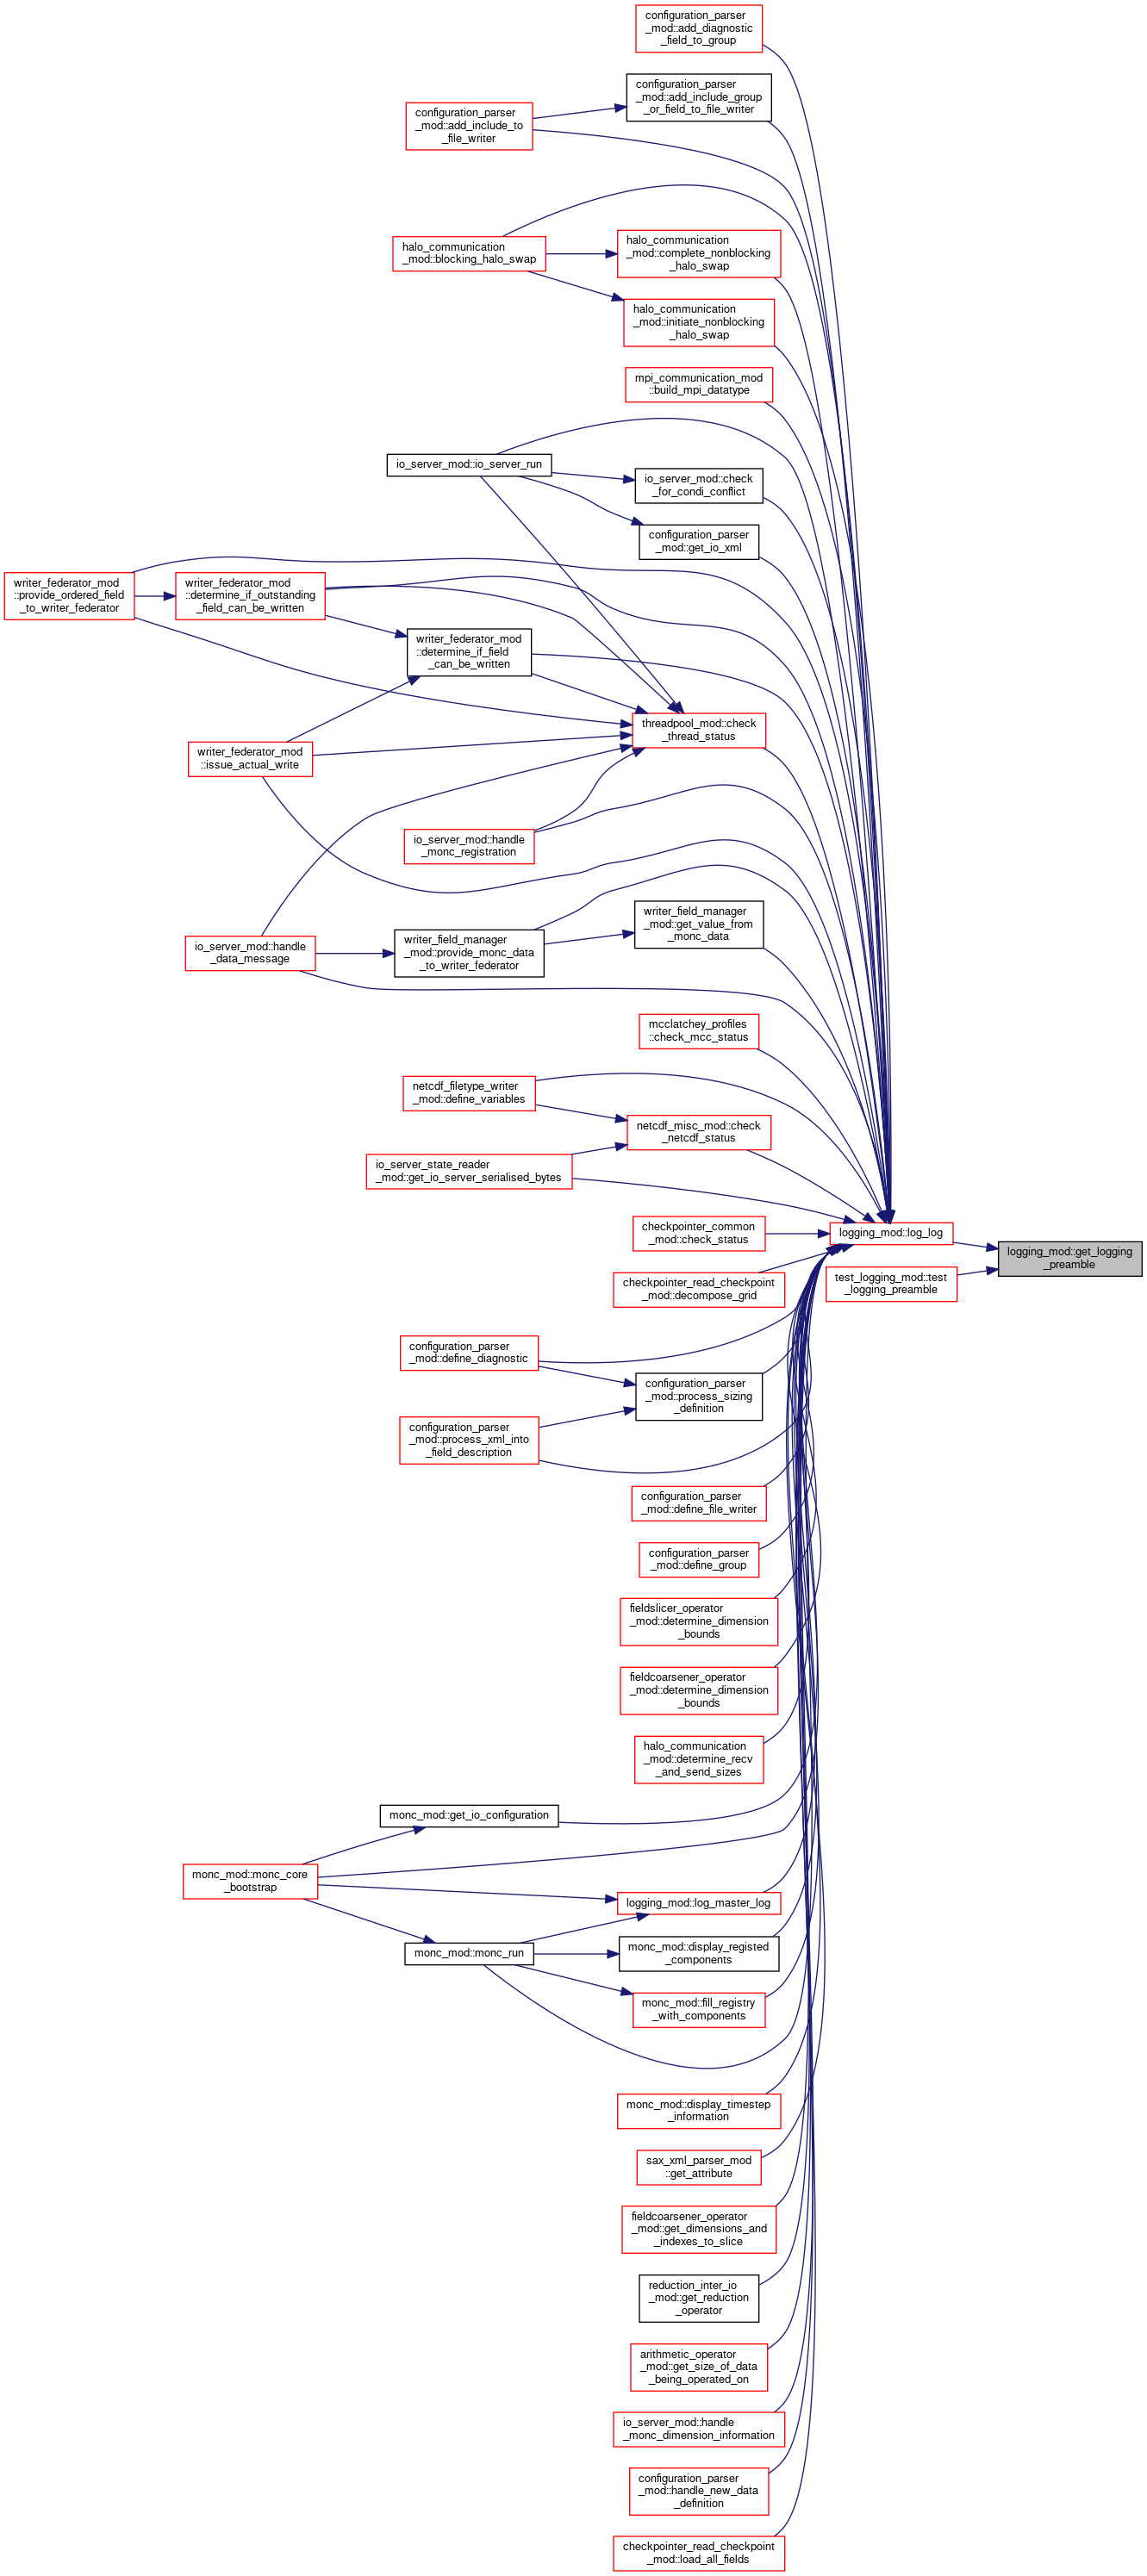 configuration_parser
_mod::add_diagnostic
_field_to_group
configuration_parser
_mod::add_include_group
_or_field_to_file_writer
configuration_parser
_mod::add_include_to
_file_writer
halo_communication
_mod::blocking_halo_swap
halo_communication
_mod::complete_nonblocking
_halo_swap
halo_communication
_mod::initiate_nonblocking
_halo_swap
mpi_communication_mod
::build_mpi_datatype
io_server_mod::io_server_run
io_server_mod::check
_for_condi_conflict
configuration_parser
_mod::get_io_xml
writer_federator_mod
::provide_ordered_field
_to_writer_federator
writer_federator_mod
::determine_if_outstanding
_field_can_be_written
writer_federator_mod
::determine_if_field
_can_be_written
threadpool_mod::check
_thread_status
writer_federator_mod
::issue_actual_write
io_server_mod::handle
_monc_registration
writer_field_manager
_mod::get_value_from
_monc_data
io_server_mod::handle
_data_message
writer_field_manager
_mod::provide_monc_data
_to_writer_federator
mcclatchey_profiles
::check_mcc_status
netcdf_filetype_writer
_mod::define_variables
netcdf_misc_mod::check
_netcdf_status
io_server_state_reader
_mod::get_io_server_serialised_bytes
checkpointer_common
_mod::check_status
logging_mod::log_log
logging_mod::get_logging
_preamble
checkpointer_read_checkpoint
_mod::decompose_grid
test_logging_mod::test
_logging_preamble
configuration_parser
_mod::define_diagnostic
configuration_parser
_mod::process_sizing
_definition
configuration_parser
_mod::process_xml_into
_field_description
configuration_parser
_mod::define_file_writer
configuration_parser
_mod::define_group
fieldslicer_operator
_mod::determine_dimension
_bounds
fieldcoarsener_operator
_mod::determine_dimension
_bounds
halo_communication
_mod::determine_recv
_and_send_sizes
monc_mod::get_io_configuration
monc_mod::monc_core
_bootstrap
logging_mod::log_master_log
monc_mod::monc_run
monc_mod::display_registed
_components
monc_mod::fill_registry
_with_components
monc_mod::display_timestep
_information
sax_xml_parser_mod
::get_attribute
fieldcoarsener_operator
_mod::get_dimensions_and
_indexes_to_slice
reduction_inter_io
_mod::get_reduction
_operator
arithmetic_operator
_mod::get_size_of_data
_being_operated_on
io_server_mod::handle
_monc_dimension_information
configuration_parser
_mod::handle_new_data
_definition
checkpointer_read_checkpoint
_mod::load_all_fields